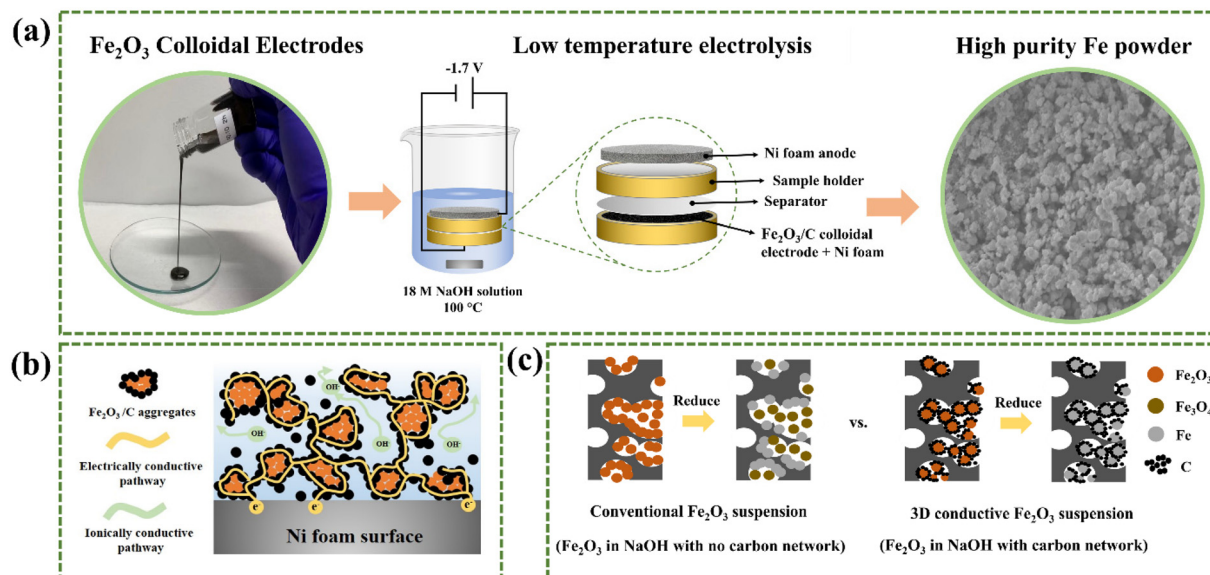 (a)
Fe₂O₃ Colloidal Electrodes
Low temperature electrolysis
High purity Fe powder
-1.7 V
18 M NaOH solution
100 °C
Ni foam anode
Sample holder
Separator
Fe₂O₃/C colloidal
electrode + Ni foam
(b)
Fe₂O₃ /C aggregates
Electrically conductive
pathway
Ionically conductive
pathway
OH⁻
OH⁻
OH⁻
OH⁻
e⁻
e⁻
e⁻
Ni foam surface
(c)
Reduce
vs.
Reduce
Fe₂O₃
Fe₃O₄
Fe
C
Conventional Fe₂O₃ suspension
(Fe₂O₃ in NaOH with no carbon network)
3D conductive Fe₂O₃ suspension
(Fe₂O₃ in NaOH with carbon network)